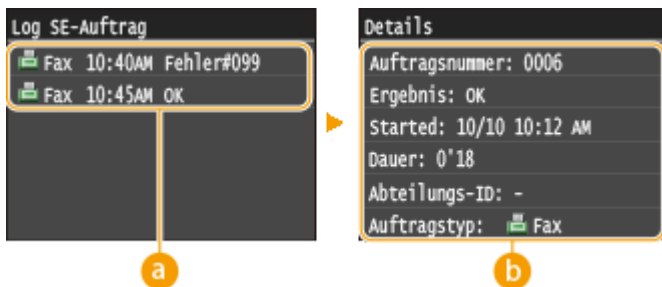 Log SE-Auftrag
Fax 10:40AM Fehler#099
Fax 10:45AM OK
a
Details
Auftragsnummer: 0006
Ergebnis: OK
Started: 10/10 10:12 AM
Dauer: 0'18
Abteilungs-ID: -
Auftragstyp: Fax
b